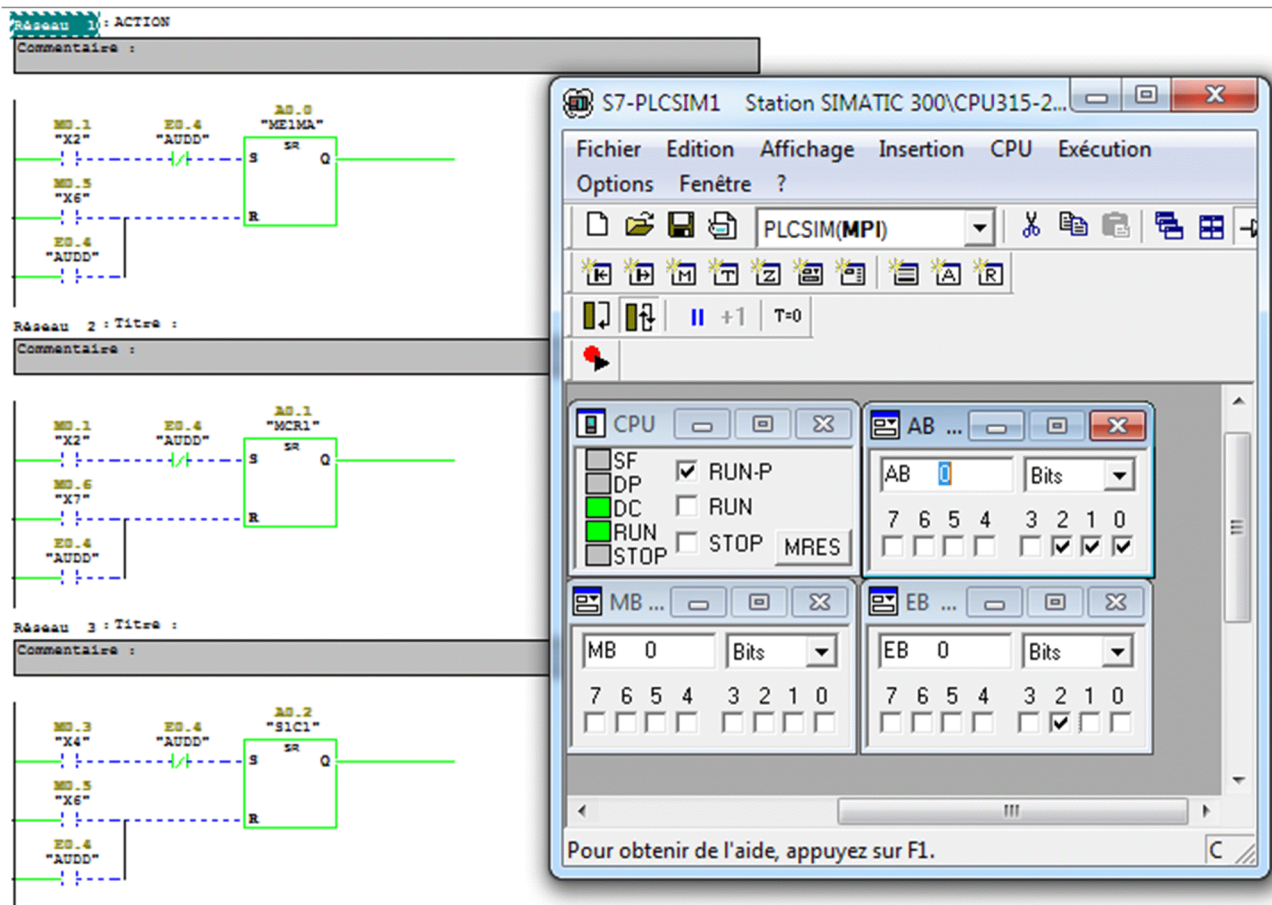 Réseau 1 : ACTION
Commentaire :
M0.1
"X2"
E0.4
"AUDD"
A0.0
"ME1MA"
SR
S
Q
M0.5
"X6"
R
E0.4
"AUDD"
Réseau 2 : Titre :
Commentaire :
M0.1
"X2"
E0.4
"AUDD"
A0.1
"MCR1"
SR
S
Q
M0.6
"X7"
R
E0.4
"AUDD"
Réseau 3 : Titre :
Commentaire :
M0.3
"X4"
E0.4
"AUDD"
A0.2
"S1C1"
SR
S
Q
M0.5
"X6"
R
E0.4
"AUDD"
S7-PLCSIM1 Station SIMATIC 300\CPU315-2...
Fichier Edition Affichage Insertion CPU Exécution
Options Fenêtre ?
PLCSIM(MPI)
M T Z
A R
+1 T=0
CPU
SF
DP
DC
RUN
STOP
RUN-P
RUN
STOP MRES
AB ...
AB 0 Bits
7 6 5 4 3 2 1 0
MB ...
MB 0 Bits
7 6 5 4 3 2 1 0
EB ...
EB 0 Bits
7 6 5 4 3 2 1 0
Pour obtenir de l'aide, appuyez sur F1.
C